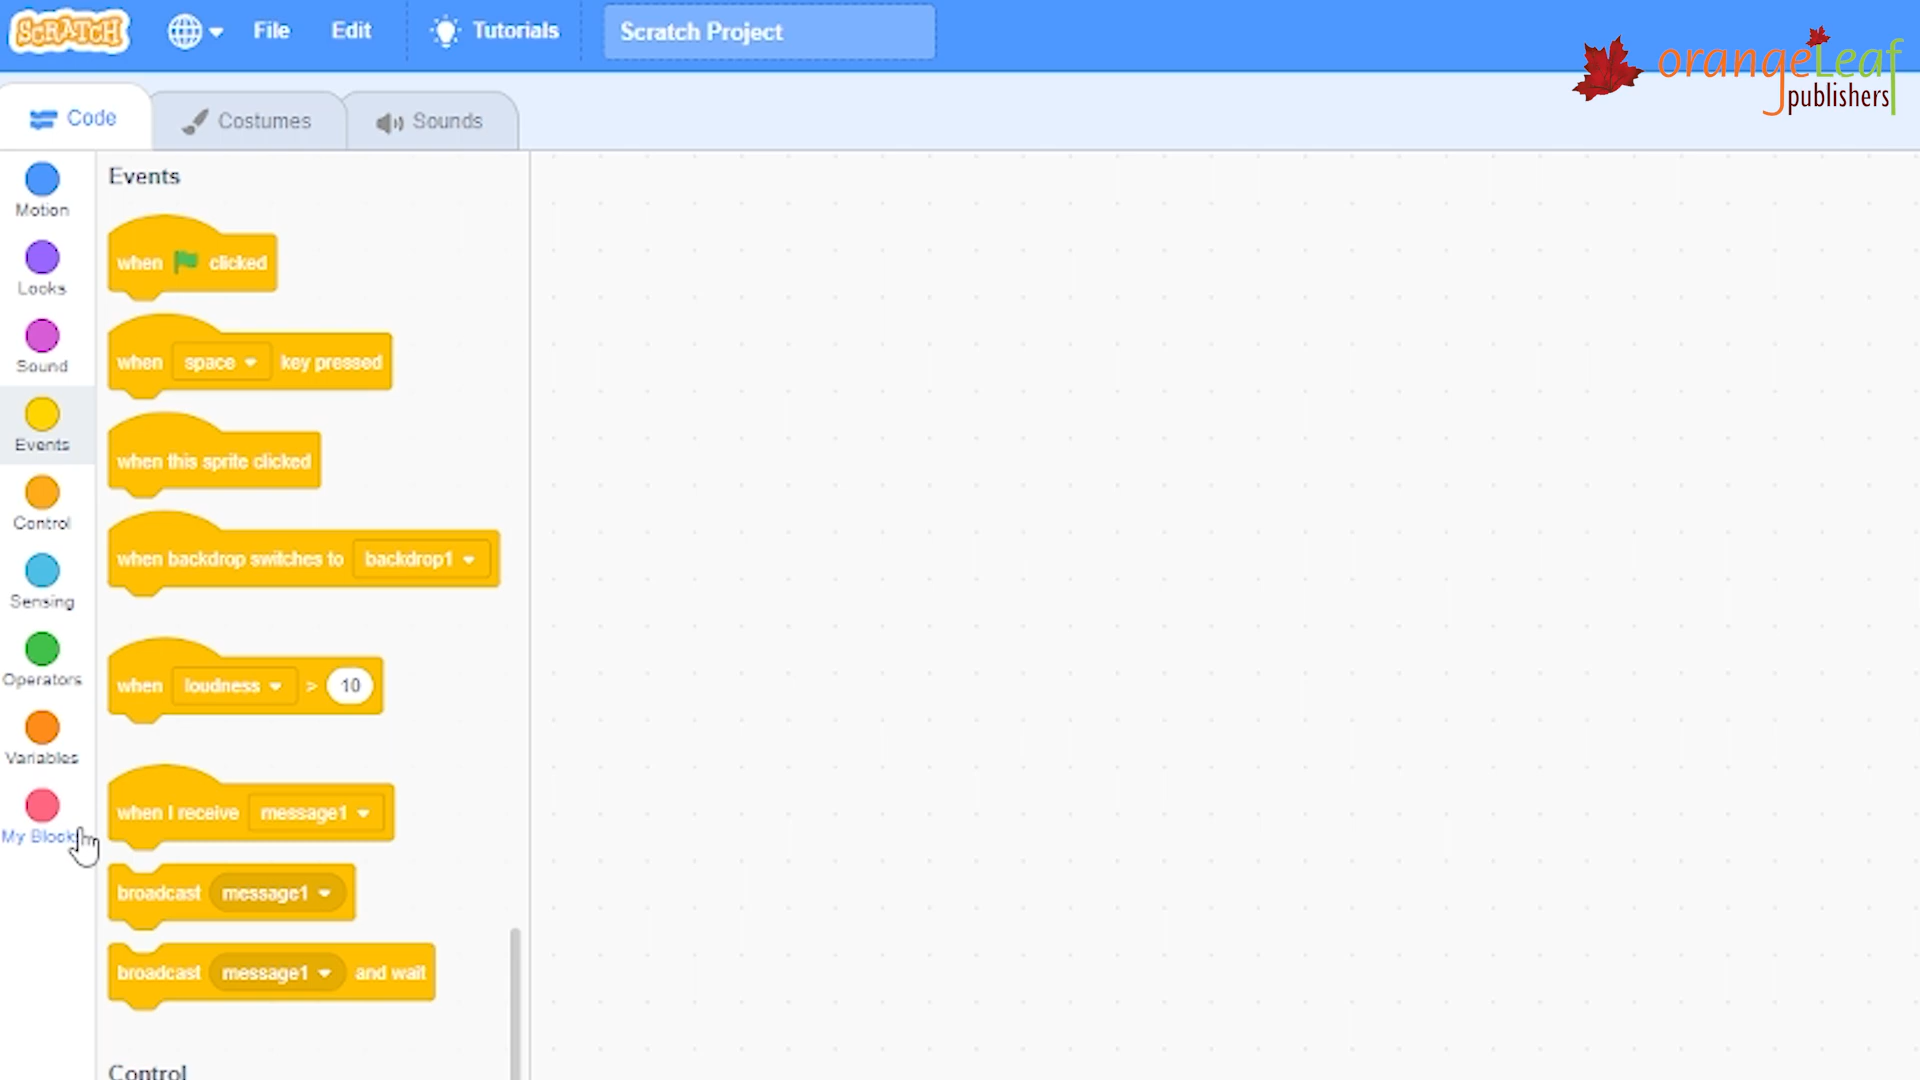 SCRATCH File Edit Tutorials Scratch Project
orangeLeaf
publishers
Code Costumes Sounds
Motion
Looks
Sound
Events
Control
Sensing
Operators
Variables
My Block
Events
when clicked
when space key pressed
when this sprite clicked
when backdrop switches to backdrop1
when loudness > 10
when I receive message1
broadcast message1
broadcast message1 and wait
Control